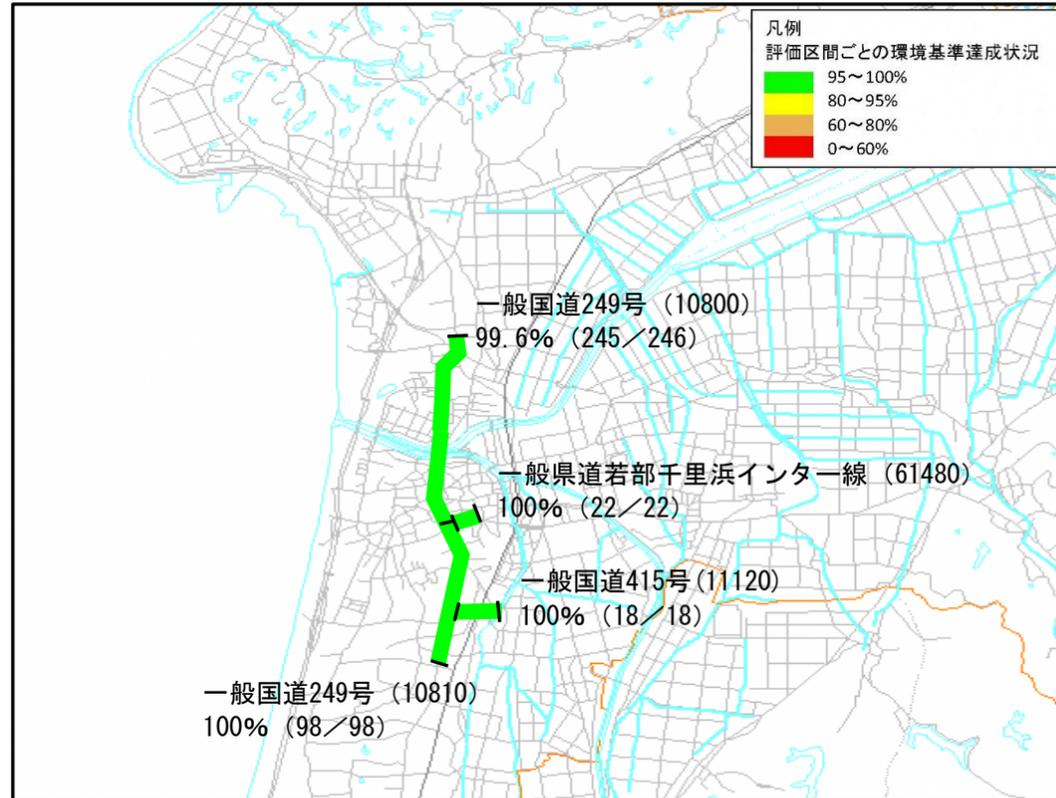 凡例
評価区間ごとの環境基準達成状況
95～100%
80～95%
60～80%
0～60%
一般国道249号（10800）
99.6%（245／246）
一般県道若部千里浜インター線（61480）
100%（22／22）
一般国道415号(11120)
100%（18／18）
一般国道249号（10810）
100%（98／98）